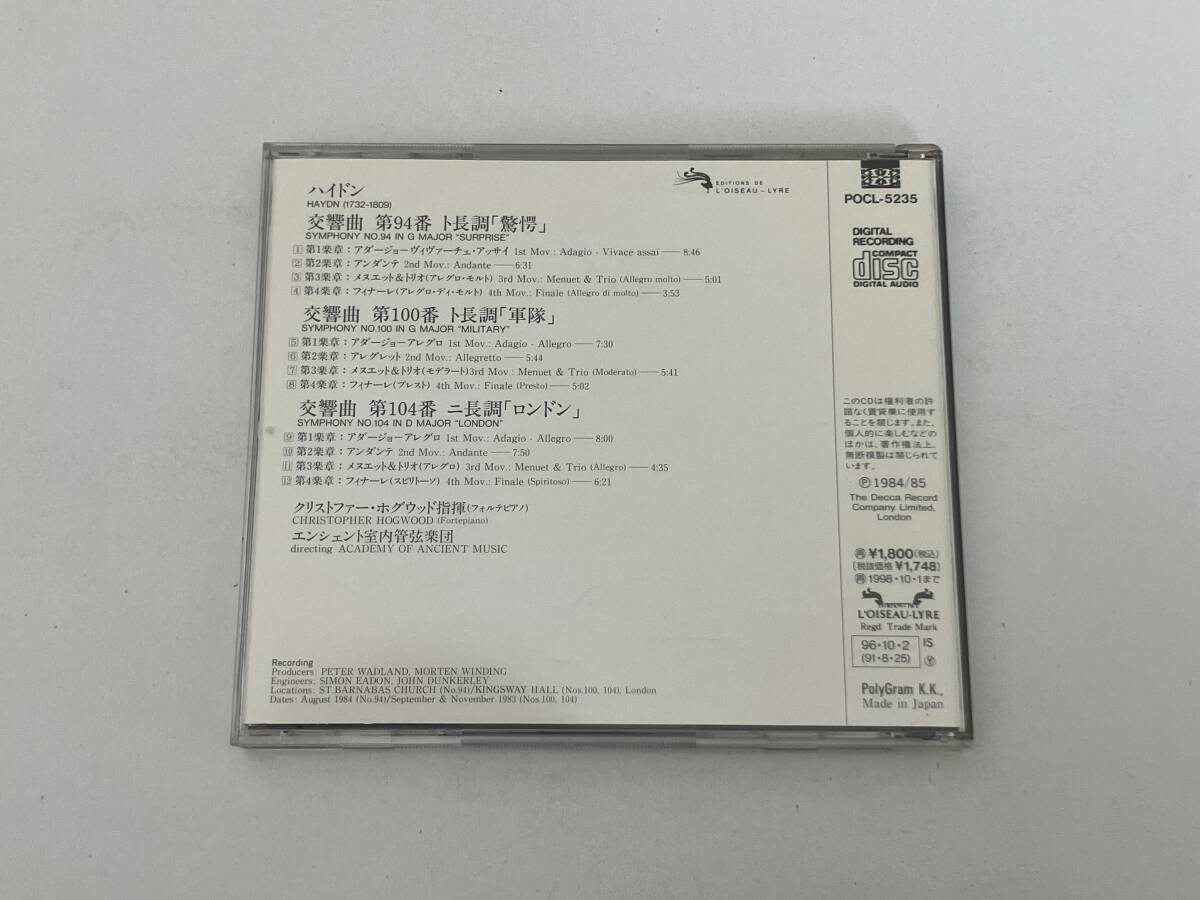 ハイドン
HAYDN (1732-1809)
EDITIONS DE
L'OISEAU-LYRE
交響曲 第94番 ト長調「驚愕」
SYMPHONY NO.94 IN G MAJOR "SURPRISE"
1 第1楽章：アダージョーヴィヴァーチェ・アッサイ 1st Mov.: Adagio - Vivace assai——8:46
2 第2楽章：アンダンテ 2nd Mov.: Andante——6:31
3 第3楽章：メヌエット&トリオ(アレグロ・モルト) 3rd Mov.: Menuet & Trio (Allegro molto)——5:01
4 第4楽章：フィナーレ(アレグロ・ディ・モルト) 4th Mov.: Finale (Allegro di molto)——3:53
交響曲 第100番 ト長調「軍隊」
SYMPHONY NO.100 IN G MAJOR "MILITARY"
5 第1楽章：アダージョーアレグロ 1st Mov.: Adagio - Allegro——7:30
6 第2楽章：アレグレット 2nd Mov.: Allegretto——5:44
7 第3楽章：メヌエット&トリオ(モデラート)3rd Mov.: Menuet & Trio (Moderato)——5:41
8 第4楽章：フィナーレ(プレスト) 4th Mov.: Finale (Presto)——5:02
交響曲 第104番 ニ長調「ロンドン」
SYMPHONY NO.104 IN D MAJOR "LONDON"
9 第1楽章：アダージョーアレグロ 1st Mov.: Adagio - Allegro——8:00
10 第2楽章：アンダンテ 2nd Mov.: Andante——7:50
11 第3楽章：メヌエット&トリオ(アレグロ) 3rd Mov.: Menuet & Trio (Allegro)——4:35
12 第4楽章：フィナーレ(スピリトーソ) 4th Mov.: Finale (Spiritoso)——6:21
クリストファー・ホグウッド指揮(フォルテピアノ)
CHRISTOPHER HOGWOOD (Fortepiano)
エンシェント室内管弦楽団
directing ACADEMY OF ANCIENT MUSIC
Recording
Producers: PETER WADLAND, MORTEN WINDING
Engineers: SIMON EADON, JOHN DUNKERLEY
Locations: ST.BARNABAS CHURCH (No.94)/KINGSWAY HALL (Nos.100, 104), London
Dates: August 1984 (No.94)/September & November 1983 (Nos.100, 104)
POCL-5235
DIGITAL
RECORDING
COMPACT
disc
DIGITAL AUDIO
このCDは権利者の許
諾なく賃貸業に使用す
ることを禁じます。また、
個人的に楽しむなどの
ほかは、著作権法上、
無断複製は禁じられて
います。
Ⓟ1984/85
The Decca Record
Company Limited,
London
㊢¥1,800(税込)
(税抜価格 ¥1,748)
㊢1998・10・1まで
L'OISEAU-LYRE
Regd. Trade Mark
96・10・2 IS
(91・8・25) Ⓨ
PolyGram K.K.,
Made in Japan